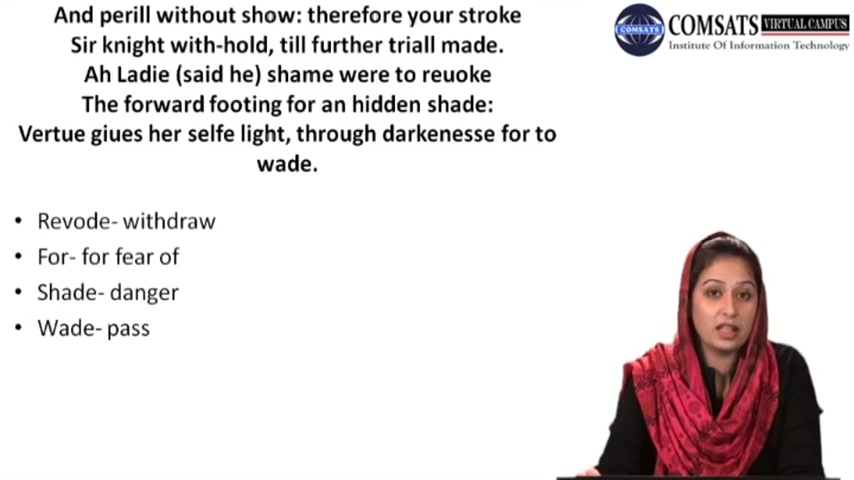 And perill without show: therefore your stroke
Sir knight with-hold, till further triall made.
Ah Ladie (said he) shame were to reuoke
The forward footing for an hidden shade:
Vertue giues her selfe light, through darkenesse for to
wade.
• Revode- withdraw
• For- for fear of
• Shade- danger
• Wade- pass
COMSATS
COMSATS VIRTUAL CAMPUS
Institute Of Information Technology